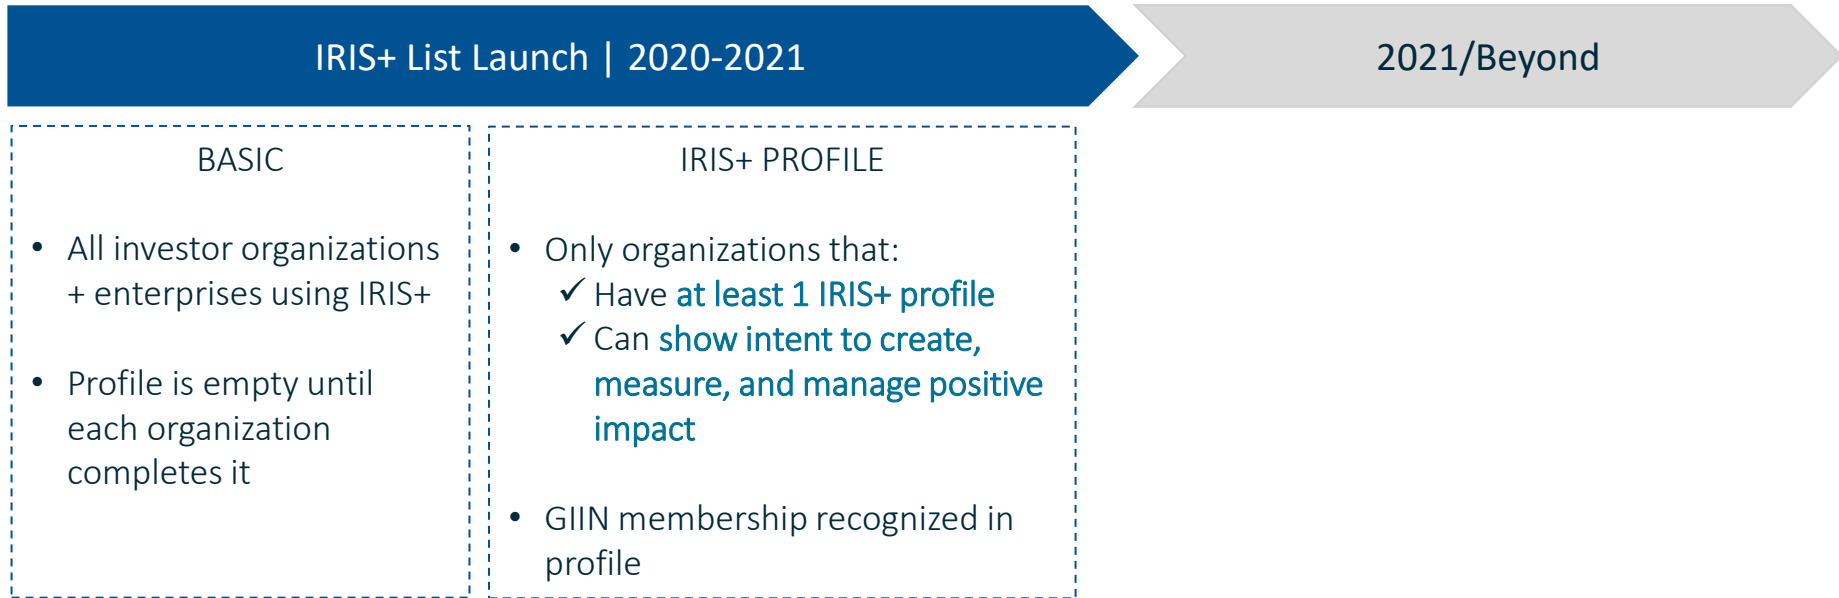 IRIS+ List Launch | 2020-2021
2021/Beyond
BASIC
• All investor organizations
+ enterprises using IRIS+
• Profile is empty until
each organization
completes it
IRIS+ PROFILE
• Only organizations that:
✓ Have at least 1 IRIS+ profile
✓ Can show intent to create,
measure, and manage positive
impact
• GIIN membership recognized in
profile